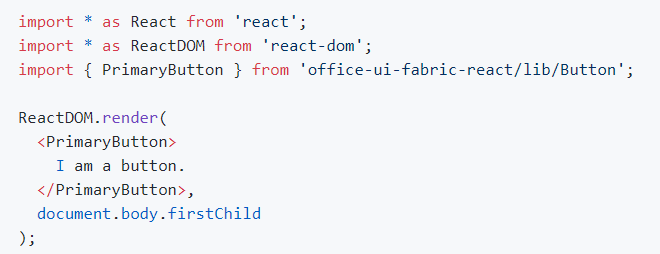 import * as React from 'react';
import * as ReactDOM from 'react-dom';
import { PrimaryButton } from 'office-ui-fabric-react/lib/Button';

ReactDOM.render(
  <PrimaryButton>
    I am a button.
  </PrimaryButton>,
  document.body.firstChild
);